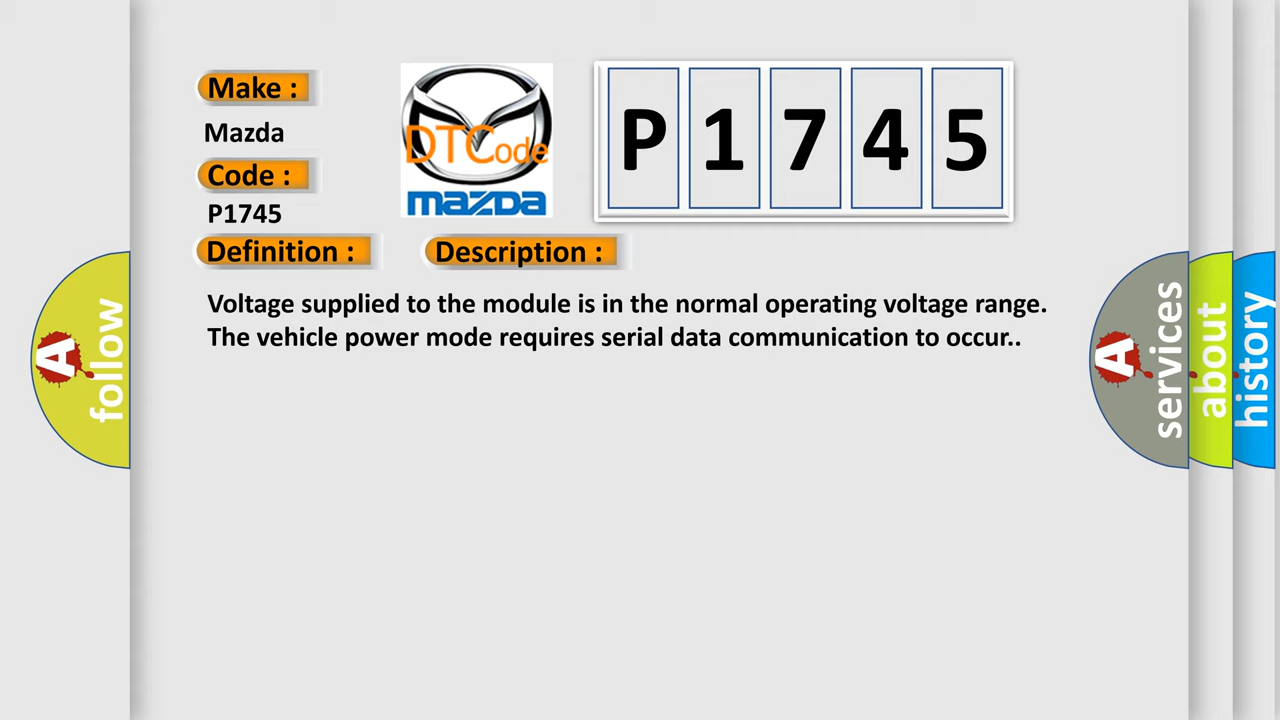 Make :
Mazda
Code :
P1745
Definition :
Description :
Voltage supplied to the module is in the normal operating voltage range.
The vehicle power mode requires serial data communication to occur..
DTCode
mazda
P 1 7 4 5
A follow
A services
about
history